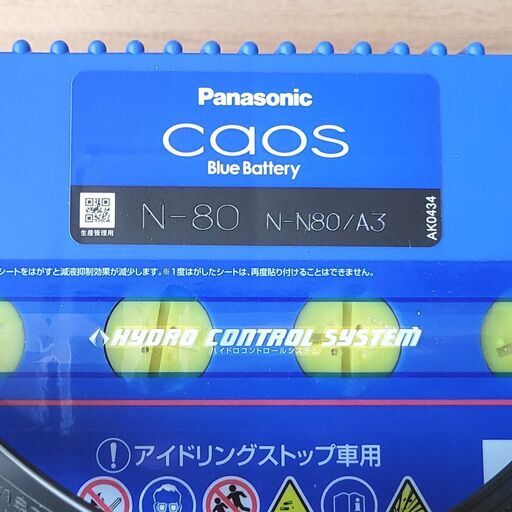 Panasonic
caos
Blue Battery
N-80 N-N80/A3
生産管理用
AK0434
シートをはがすと減液抑制効果が減少します。※1度はがしたシートは、再度貼り付けることはできません。
HYDRO CONTROL SYSTEM
ハイドロコントロールシステム
アイドリングストップ車用